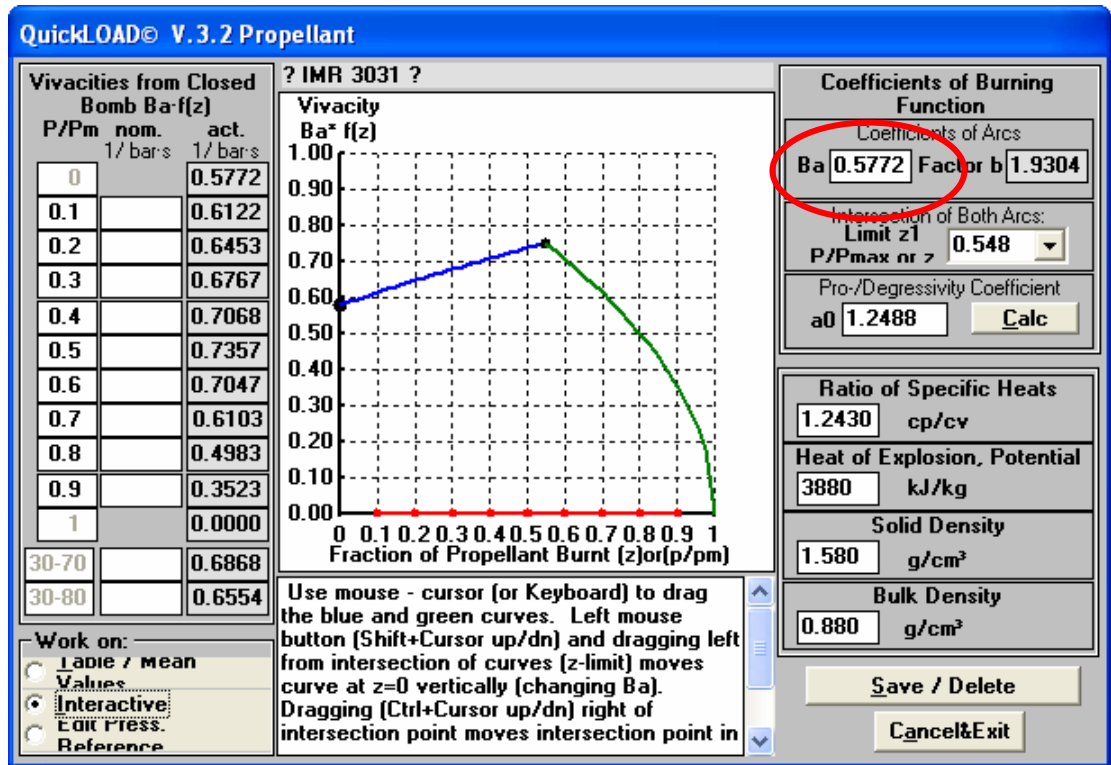 QuickLOAD© V.3.2 Propellant
Vivacities from Closed
Bomb Ba·f(z)
P/Pm nom. act.
1/bar·s 1/bar·s
0 0.5772
0.1 0.6122
0.2 0.6453
0.3 0.6767
0.4 0.7068
0.5 0.7357
0.6 0.7047
0.7 0.6103
0.8 0.4983
0.9 0.3523
1 0.0000
30-70 0.6868
30-80 0.6554
Work on:
Table / Mean
Values
Interactive
Edit Press.
Reference
? IMR 3031 ?
Vivacity
Ba* f(z)
1.00
0.90
0.80
0.70
0.60
0.50
0.40
0.30
0.20
0.10
0.00
0 0.1 0.2 0.3 0.4 0.5 0.6 0.7 0.8 0.9 1
Fraction of Propellant Burnt (z)or(p/pm)
Use mouse - cursor (or Keyboard) to drag
the blue and green curves. Left mouse
button (Shift+Cursor up/dn) and dragging left
from intersection of curves (z-limit) moves
curve at z=0 vertically (changing Ba).
Dragging (Ctrl+Cursor up/dn) right of
intersection point moves intersection point in
Coefficients of Burning
Function
Coefficients of Arcs
Ba 0.5772 Factor b 1.9304
Intersection of Both Arcs:
Limit z1
P/Pmax or z 0.548
Pro-/Degressivity Coefficient
a0 1.2488 Calc
Ratio of Specific Heats
1.2430 cp/cv
Heat of Explosion, Potential
3880 kJ/kg
Solid Density
1.580 g/cm³
Bulk Density
0.880 g/cm³
Save / Delete
Cancel&Exit